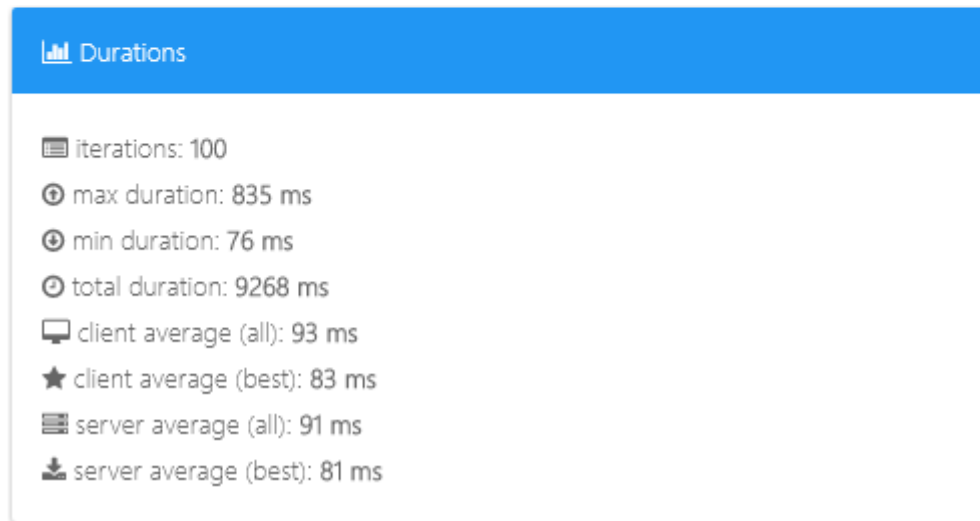 Durations
iterations: 100
max duration: 835 ms
min duration: 76 ms
total duration: 9268 ms
client average (all): 93 ms
client average (best): 83 ms
server average (all): 91 ms
server average (best): 81 ms